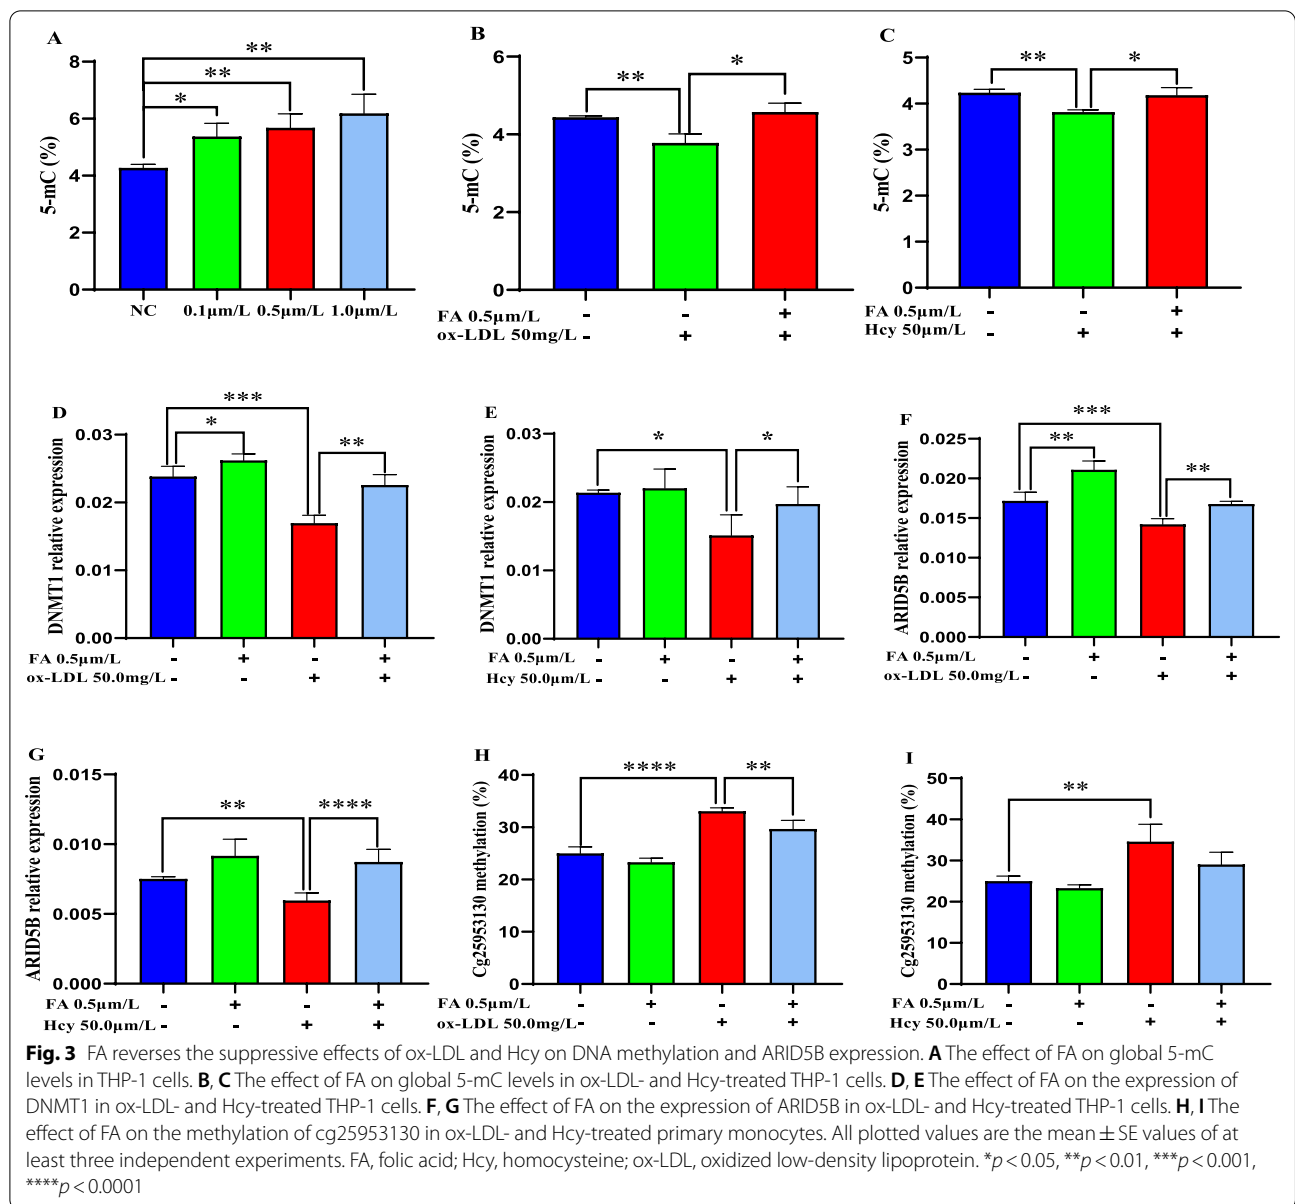 A
**
**
*
8
6
4
2
0
5-mC (%)
NC 0.1μm/L 0.5μm/L 1.0μm/L
B
**
*
6
4
2
0
5-mC (%)
FA 0.5μm/L - - +
ox-LDL 50mg/L - + +
C
**
*
5
4
3
2
1
0
5-mC (%)
FA 0.5μm/L - - +
Hcy 50μm/L - + +
D
***
*
**
0.03
0.02
0.01
0.00
DNMT1 relative expression
FA 0.5μm/L - + - +
ox-LDL 50.0mg/L - - + +
E
*
*
0.03
0.02
0.01
0.00
DNMT1 relative expression
FA 0.5μm/L - + - +
Hcy 50.0μm/L - - + +
F
***
**
**
0.025
0.020
0.015
0.010
0.005
0.000
ARID5B relative expression
FA 0.5μm/L - + - +
ox-LDL 50.0mg/L - - + +
G
**
****
0.015
0.010
0.005
0.000
ARID5B relative expression
FA 0.5μm/L - + - +
Hcy 50.0μm/L - - + +
H
****
**
40
30
20
10
0
Cg25953130 methylation (%)
FA 0.5μm/L - + - +
ox-LDL 50.0mg/L - - + +
I
**
50
40
30
20
10
0
Cg25953130 methylation (%)
FA 0.5μm/L - + - +
Hcy 50.0μm/L - - + +
Fig. 3 FA reverses the suppressive effects of ox-LDL and Hcy on DNA methylation and ARID5B expression. A The effect of FA on global 5-mC
levels in THP-1 cells. B, C The effect of FA on global 5-mC levels in ox-LDL- and Hcy-treated THP-1 cells. D, E The effect of FA on the expression of
DNMT1 in ox-LDL- and Hcy-treated THP-1 cells. F, G The effect of FA on the expression of ARID5B in ox-LDL- and Hcy-treated THP-1 cells. H, I The
effect of FA on the methylation of cg25953130 in ox-LDL- and Hcy-treated primary monocytes. All plotted values are the mean ± SE values of at
least three independent experiments. FA, folic acid; Hcy, homocysteine; ox-LDL, oxidized low-density lipoprotein. *p < 0.05, **p < 0.01, ***p < 0.001,
****p < 0.0001